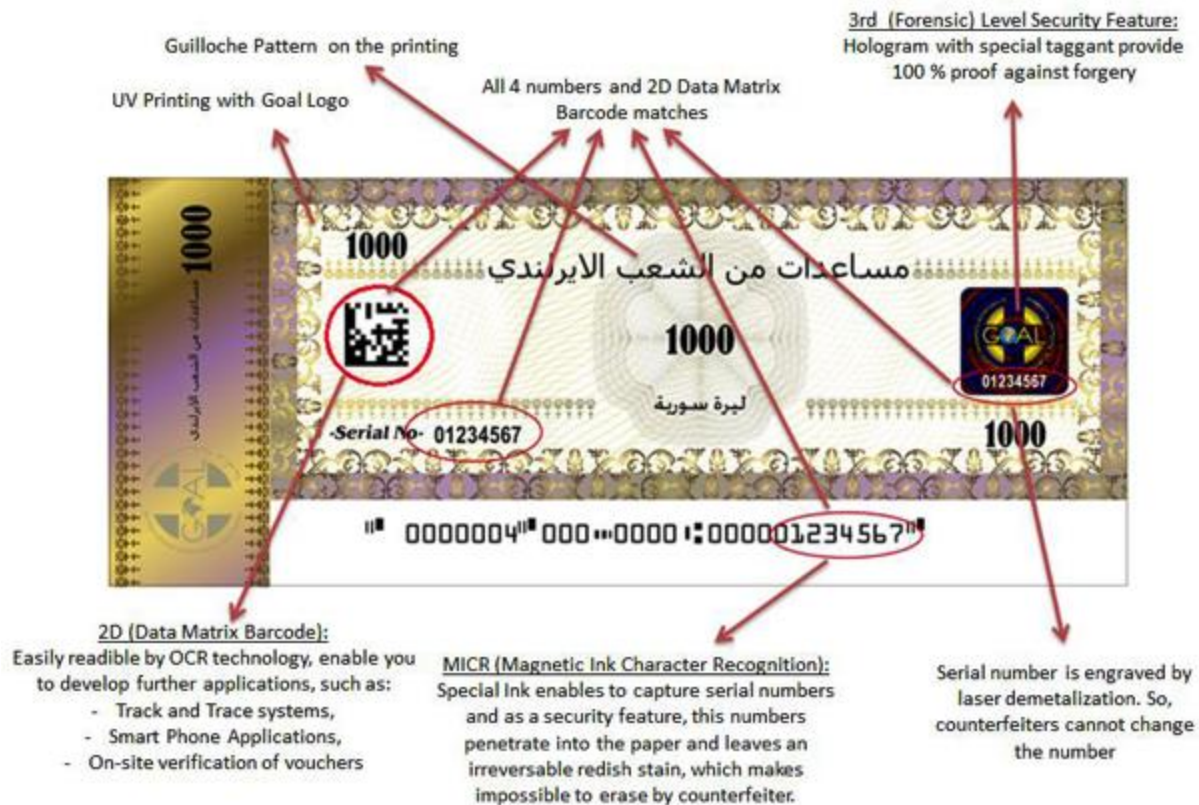 3rd (Forensic) Level Security Feature:
Hologram with special taggant provide
100 % proof against forgery
Guilloche Pattern on the printing
All 4 numbers and 2D Data Matrix
Barcode matches
UV Printing with Goal Logo
1000
مساعدات من الشعب الايرلندي
GOAL
1000
مساعدات من الشعب الايرلندي
1000
ليرة سورية
GOAL
01234567
-Serial No- 01234567
1000
0000004 000 0000 000001234567
2D (Data Matrix Barcode):
Easily readible by OCR technology, enable you
to develop further applications, such as:
- Track and Trace systems,
- Smart Phone Applications,
- On-site verification of vouchers
MICR (Magnetic Ink Character Recognition):
Special Ink enables to capture serial numbers
and as a security feature, this numbers
penetrate into the paper and leaves an
irreversable redish stain, which makes
impossible to erase by counterfeiter.
Serial number is engraved by
laser demetalization. So,
counterfeiters cannot change
the number